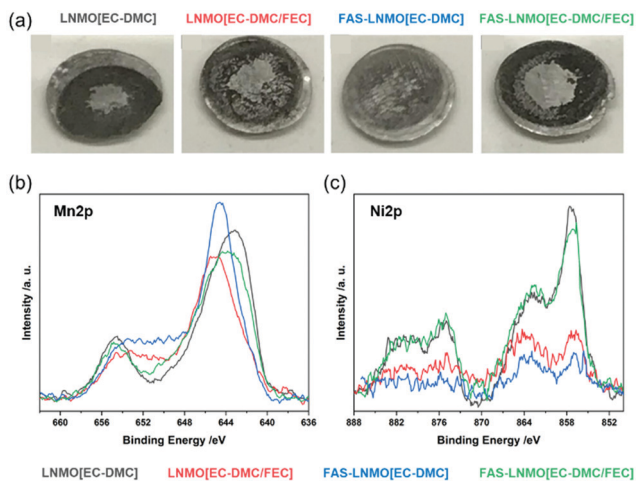 (a)
LNMO[EC-DMC] LNMO[EC-DMC/FEC] FAS-LNMO[EC-DMC] FAS-LNMO[EC-DMC/FEC]
(b) (c)
Mn2p Ni2p
Intensity /a. u. Intensity /a. u.
660 656 652 648 644 640 636 888 882 876 870 864 858 852
Binding Energy /eV Binding Energy /eV
LNMO[EC-DMC] LNMO[EC-DMC/FEC] FAS-LNMO[EC-DMC] FAS-LNMO[EC-DMC/FEC]